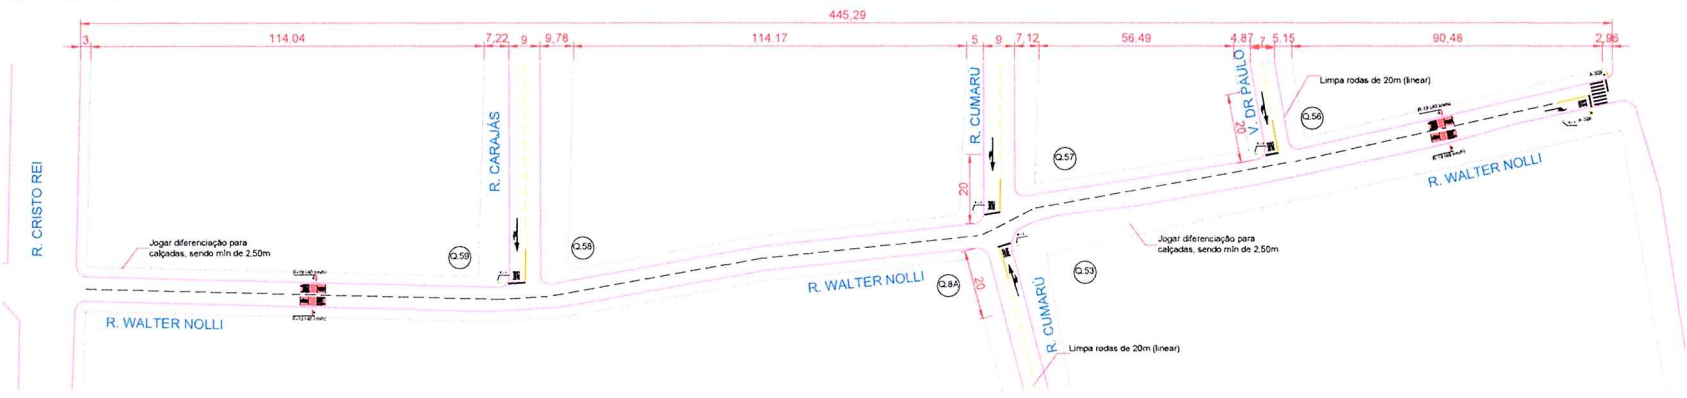 445,29
3
114,04
7,22
9
9,78
114,17
5
9
7,12
56,49
4,87
7
5,15
90,48
2,96
R. CRISTO REI
R. CARAJÁS
R. CUMARÚ
V. DR PAULO
Limpa rodas de 20m (linear)
20
20
Q.56
Q.57
R. WALTER NOLLI
Jogar diferenciação para
calçadas, sendo mín de 2,50m
Q.59
Q.58
Jogar diferenciação para
calçadas, sendo mín de 2,50m
R. WALTER NOLLI
Q.8A
20
Q.53
R. CUMARÚ
R. WALTER NOLLI
Limpa rodas de 20m (linear)